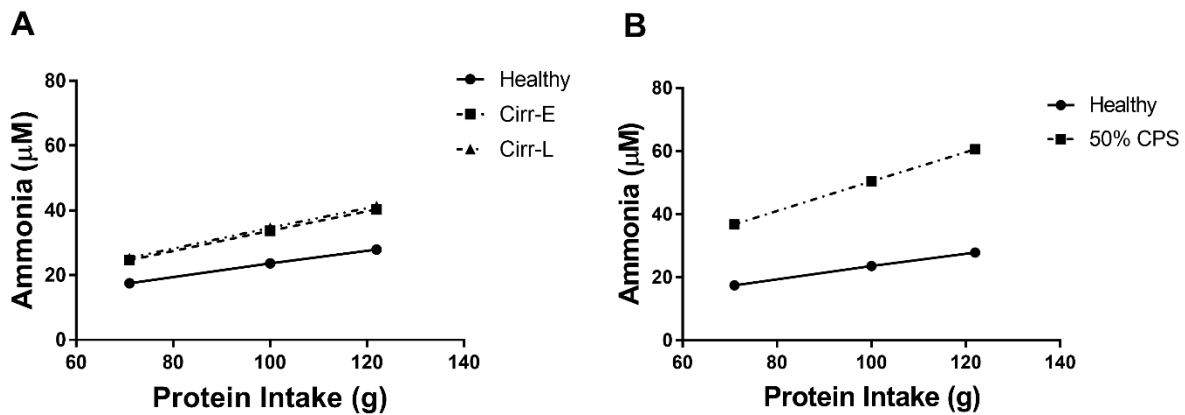 A
Ammonia (μM)
80
60
40
20
0
60
80
100
120
140
Protein Intake (g)
Healthy
Cirr-E
Cirr-L
B
Ammonia (μM)
80
60
40
20
0
60
80
100
120
140
Protein Intake (g)
Healthy
50% CPS